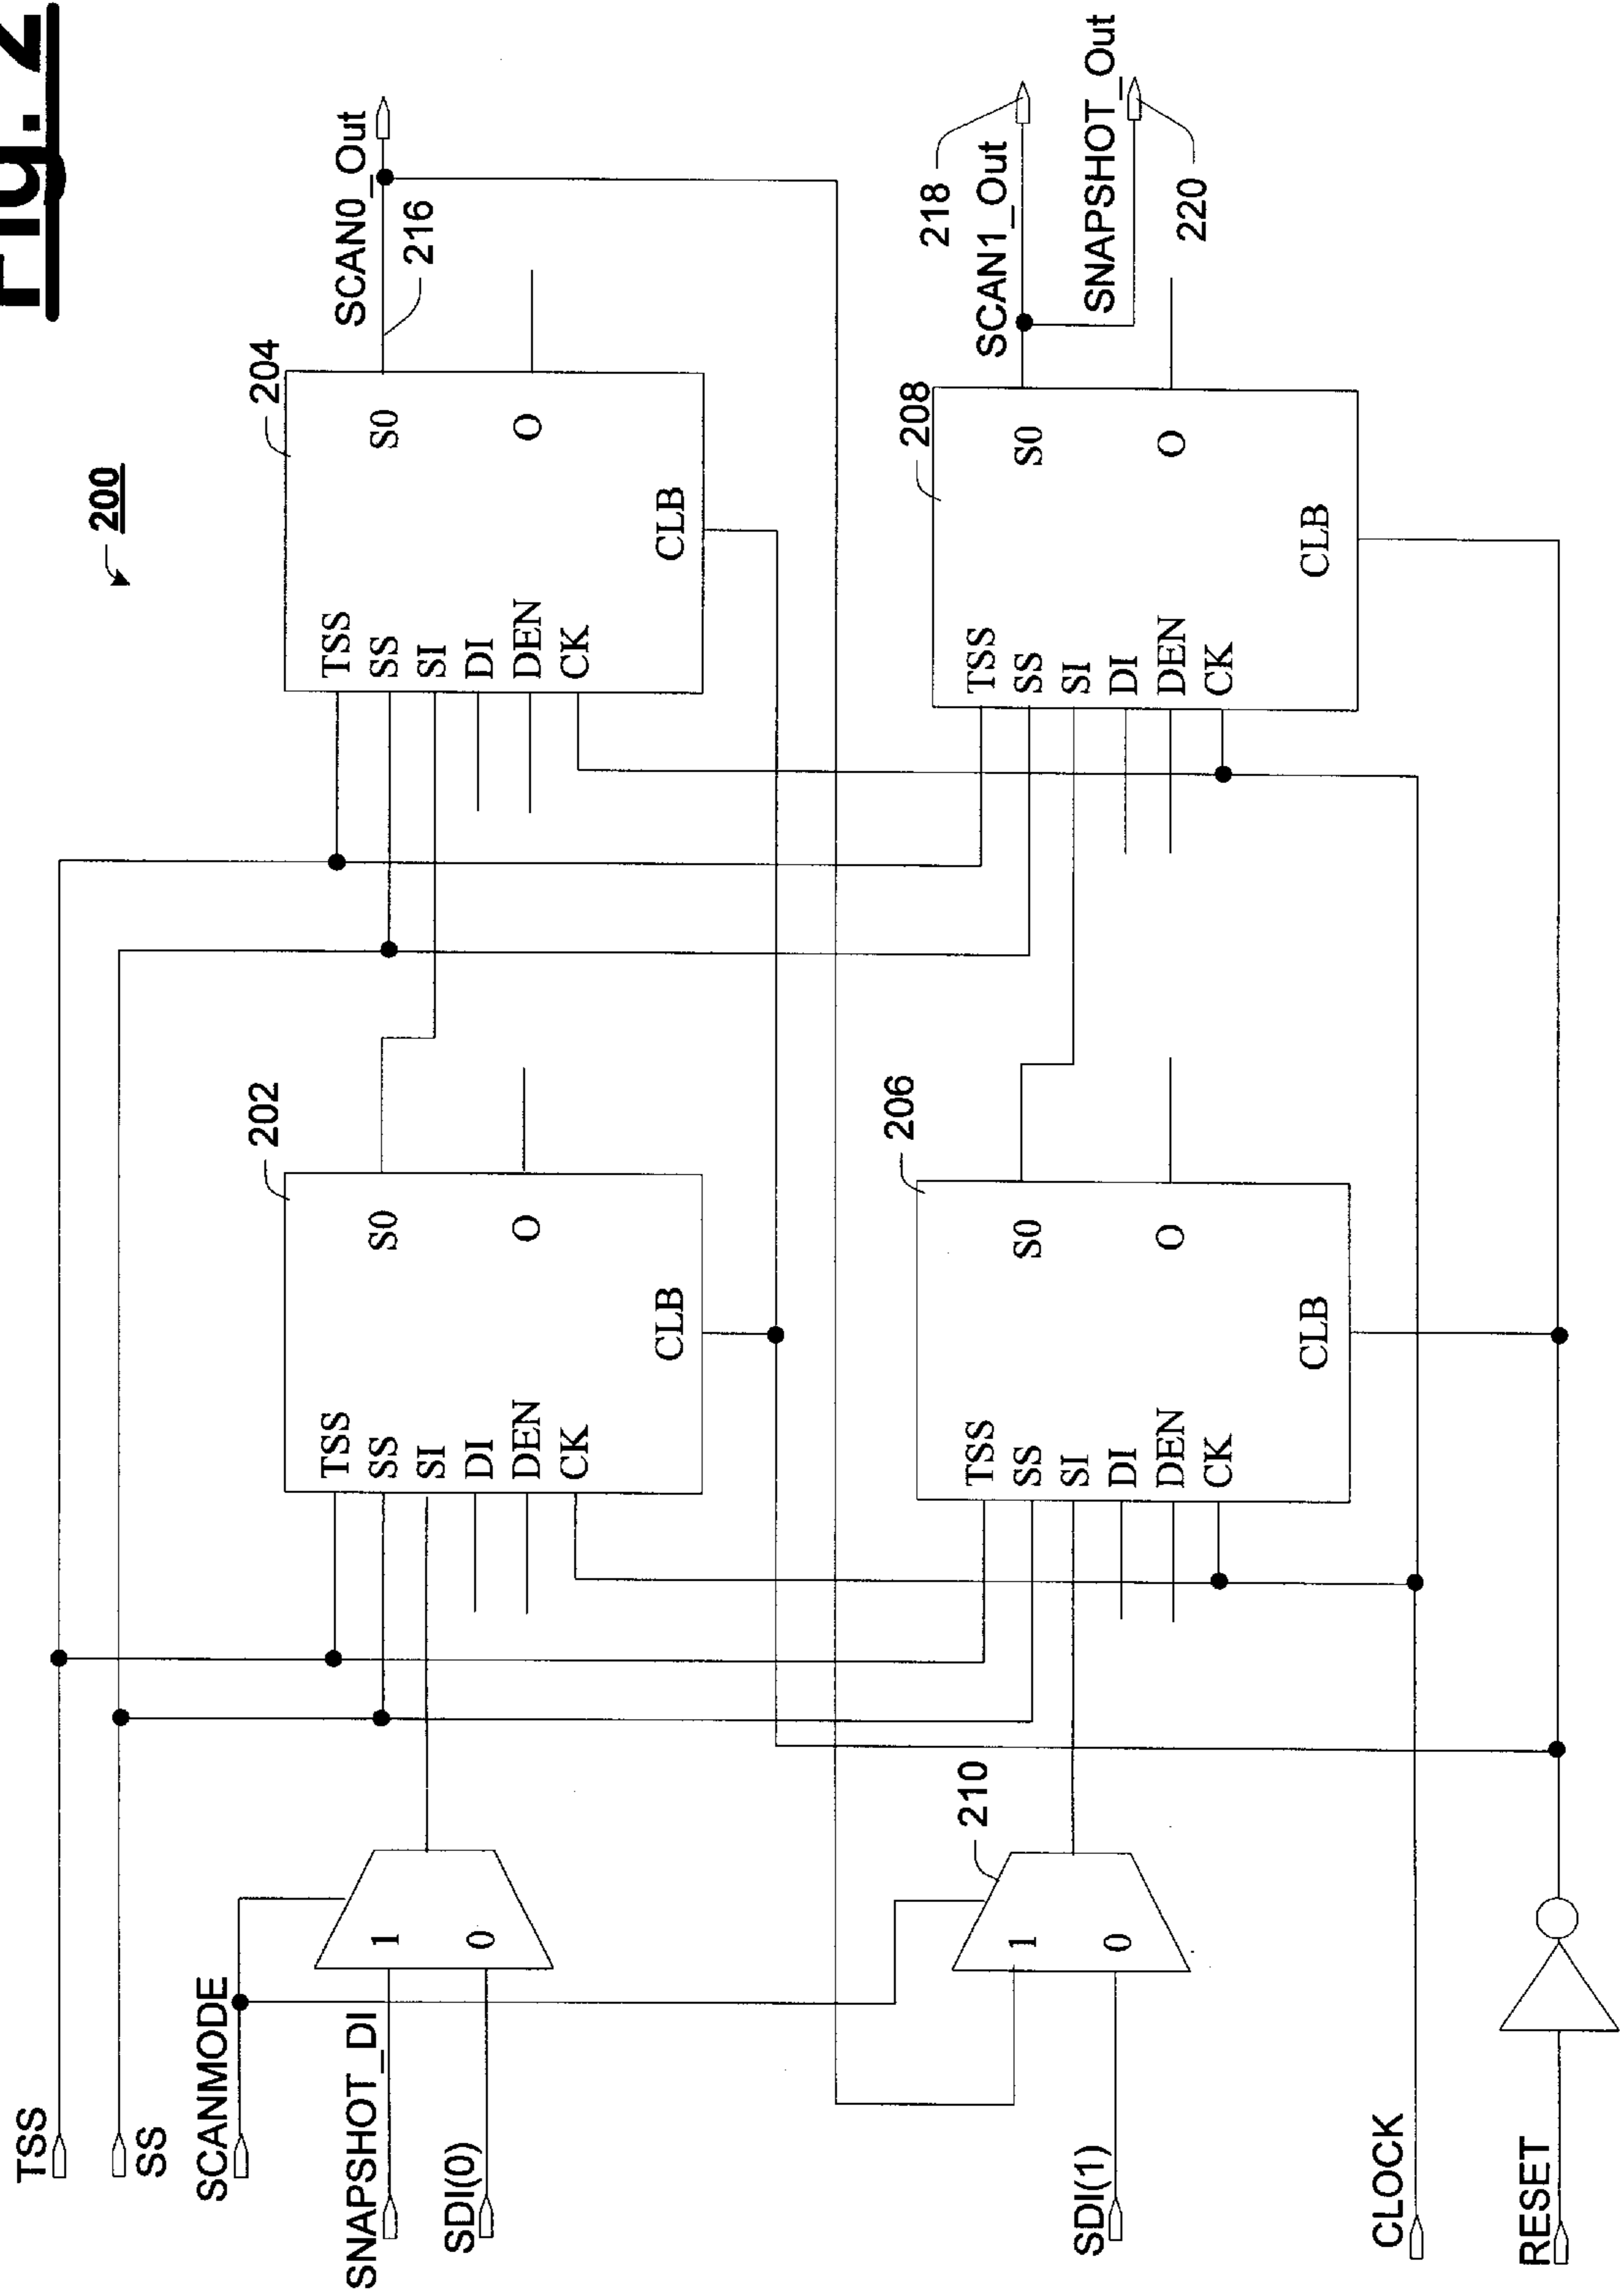 Fig. 2
200
TSS
SS
SCANMODE
SNAPSHOT_DI
SDI(0)
1
0
202
TSS
SS
SI
DI
DEN
CK
S0
O
CLB
204
TSS
SS
SI
DI
DEN
CK
S0
O
CLB
SCAN0_Out
216
SDI(1)
1
0
210
206
TSS
SS
SI
DI
DEN
CK
S0
O
CLB
208
TSS
SS
SI
DI
DEN
CK
S0
O
CLB
218
SCAN1_Out
SNAPSHOT_Out
220
CLOCK
RESET